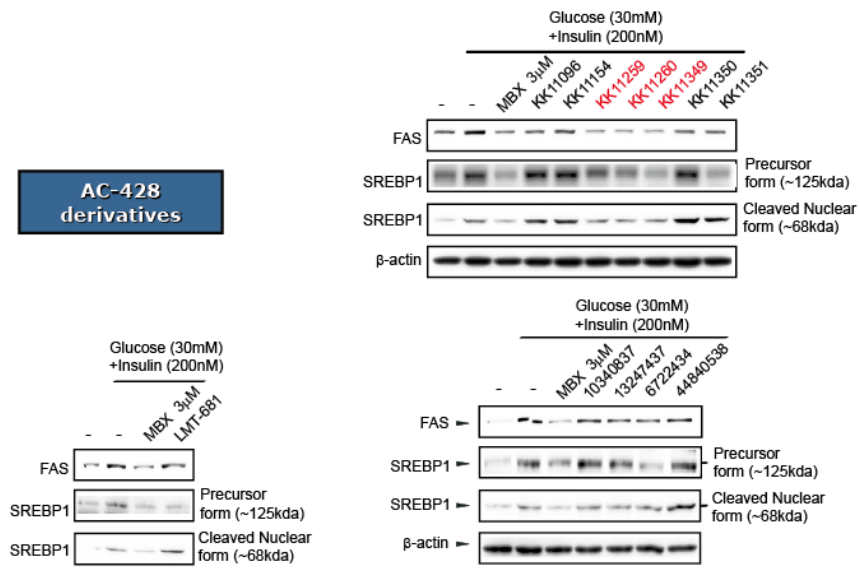 Glucose (30mM)
+Insulin (200nM)
- - MBX 3µM KK11096 KK11154 KK11259 KK11260 KK11349 KK11350 KK11351
FAS
SREBP1 Precursor form (~125kda)
SREBP1 Cleaved Nuclear form (~68kda)
β-actin
AC-428
derivatives
Glucose (30mM)
+Insulin (200nM)
- - MBX 3µM LMT-681
FAS
SREBP1 Precursor form (~125kda)
SREBP1 Cleaved Nuclear form (~68kda)
Glucose (30mM)
+Insulin (200nM)
- - MBX 3µM 10340837 13247437 6722434 44840538
FAS
SREBP1 Precursor form (~125kda)
SREBP1 Cleaved Nuclear form (~68kda)
β-actin